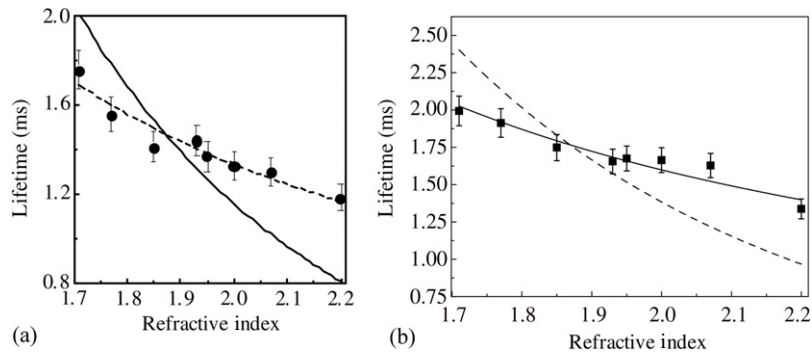 2.0
1.6
1.2
0.8
Lifetime (ms)
1.7 1.8 1.9 2.0 2.1 2.2
Refractive index
(a)
2.50
2.25
2.00
1.75
1.50
1.25
1.00
0.75
Lifetime (ms)
1.7 1.8 1.9 2.0 2.1 2.2
Refractive index
(b)